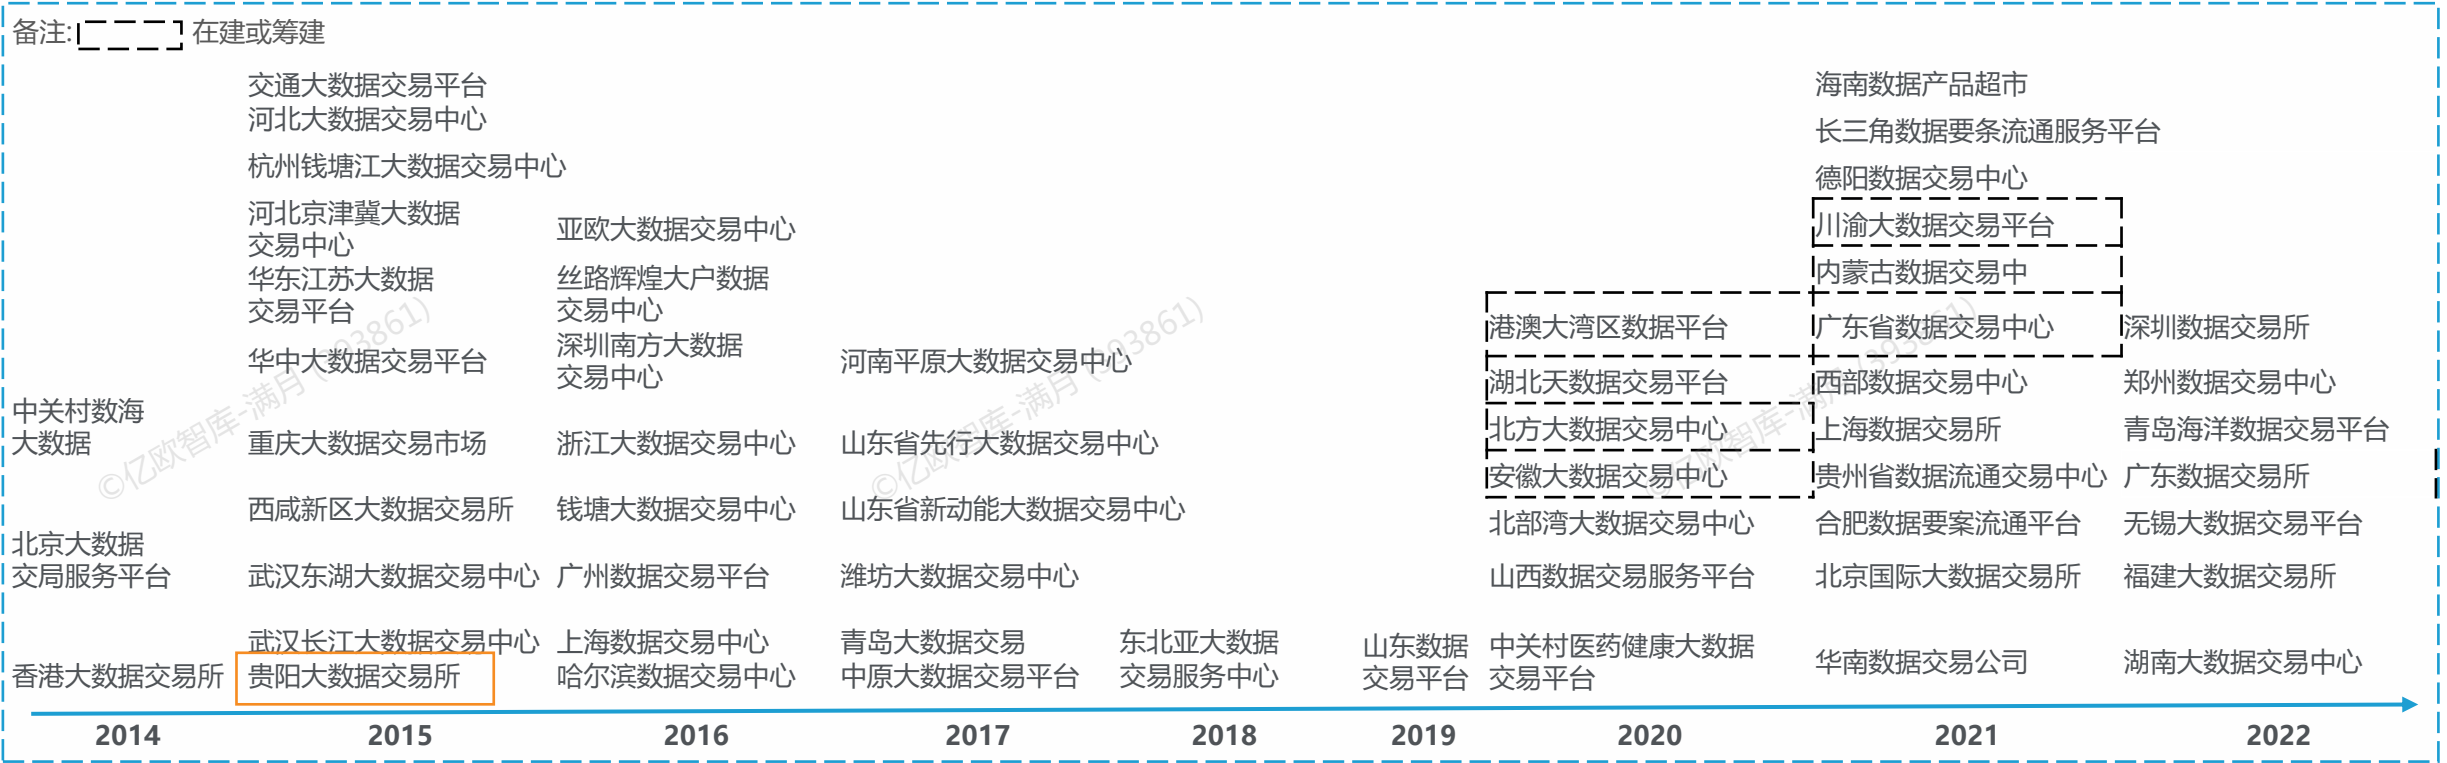 备注: 在建或筹建
中关村数海
大数据
北京大数据
交局服务平台
香港大数据交易所
交通大数据交易平台
河北大数据交易中心
杭州钱塘江大数据交易中心
河北京津冀大数据
交易中心
华东江苏大数据
交易平台
华中大数据交易平台
重庆大数据交易市场
西咸新区大数据交易所
武汉东湖大数据交易中心
武汉长江大数据交易中心
贵阳大数据交易所
亚欧大数据交易中心
丝路辉煌大户数据
交易中心
深圳南方大数据
交易中心
浙江大数据交易中心
钱塘大数据交易中心
广州数据交易平台
上海数据交易中心
哈尔滨数据交易中心
河南平原大数据交易中心
山东省先行大数据交易中心
山东省新动能大数据交易中心
潍坊大数据交易中心
青岛大数据交易
中原大数据交易平台
东北亚大数据
交易服务中心
山东数据
交易平台
港澳大湾区数据平台
湖北天数据交易平台
北方大数据交易中心
安徽大数据交易中心
北部湾大数据交易中心
山西数据交易服务平台
中关村医药健康大数据
交易平台
海南数据产品超市
长三角数据要条流通服务平台
德阳数据交易中心
川渝大数据交易平台
内蒙古数据交易中
广东省数据交易中心
西部数据交易中心
上海数据交易所
贵州省数据流通交易中心
合肥数据要案流通平台
北京国际大数据交易所
华南数据交易公司
深圳数据交易所
郑州数据交易中心
青岛海洋数据交易平台
广东数据交易所
无锡大数据交易平台
福建大数据交易所
湖南大数据交易中心
2014 2015 2016 2017 2018 2019 2020 2021 2022
©亿欧智库-满月 (393861)
©亿欧智库-满月 (393861)
©亿欧智库-满月 (393861)